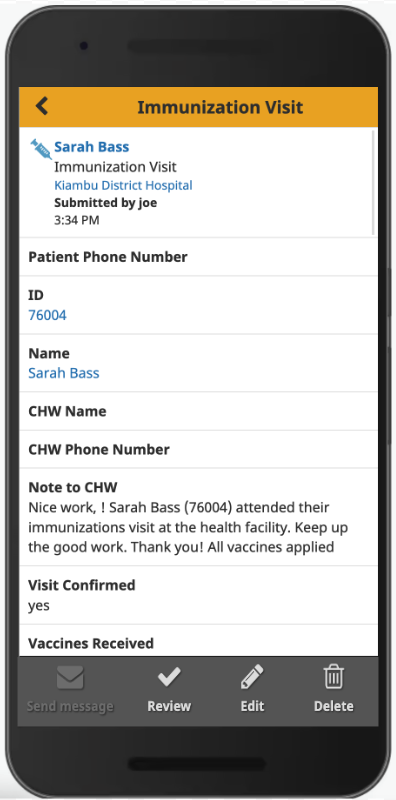 Immunization Visit
Sarah Bass
Immunization Visit
Kiambu District Hospital
Submitted by joe
3:34 PM
Patient Phone Number
ID
76004
Name
Sarah Bass
CHW Name
CHW Phone Number
Note to CHW
Nice work, ! Sarah Bass (76004) attended their
immunizations visit at the health facility. Keep up
the good work. Thank you! All vaccines applied
Visit Confirmed
yes
Vaccines Received
Send message Review Edit Delete